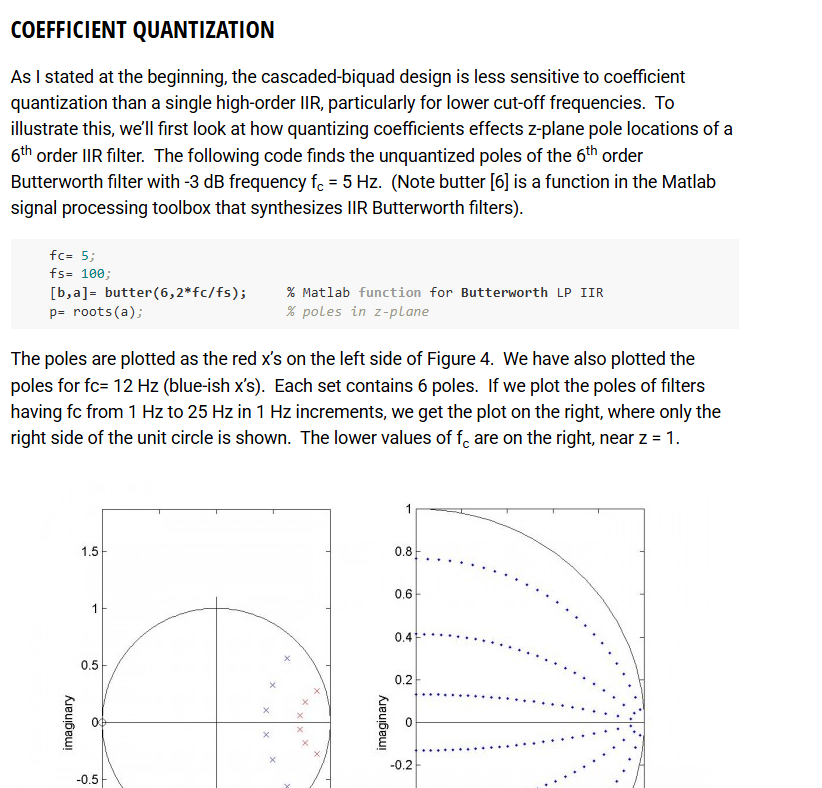 COEFFICIENT QUANTIZATION
As I stated at the beginning, the cascaded-biquad design is less sensitive to coefficient
quantization than a single high-order IIR, particularly for lower cut-off frequencies.  To
illustrate this, we'll first look at how quantizing coefficients effects z-plane pole locations of a
6th order IIR filter.  The following code finds the unquantized poles of the 6th order
Butterworth filter with -3 dB frequency fc = 5 Hz.  (Note butter [6] is a function in the Matlab
signal processing toolbox that synthesizes IIR Butterworth filters).
fc= 5;
fs= 100;
[b,a]= butter(6,2*fc/fs);     % Matlab function for Butterworth LP IIR
p= roots(a);                  % poles in z-plane
The poles are plotted as the red x's on the left side of Figure 4.  We have also plotted the
poles for fc= 12 Hz (blue-ish x's).  Each set contains 6 poles.  If we plot the poles of filters
having fc from 1 Hz to 25 Hz in 1 Hz increments, we get the plot on the right, where only the
right side of the unit circle is shown.  The lower values of fc are on the right, near z = 1.
1.5
1
0.5
0
-0.5
imaginary
1
0.8
0.6
0.4
0.2
0
-0.2
imaginary